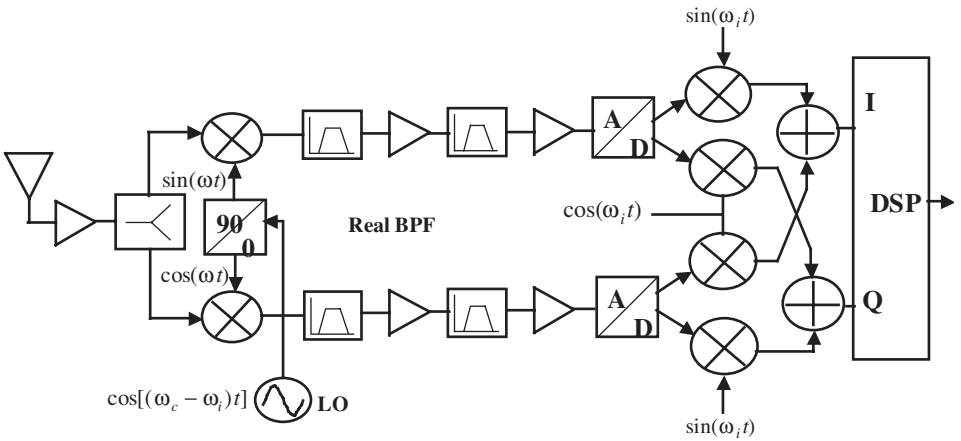 sin(ω_i t)
A
D
I
sin(ωt)
90
0
Real BPF
cos(ω_i t)
DSP
cos(ωt)
A
D
Q
cos[(ω_c − ω_i)t]
LO
sin(ω_i t)